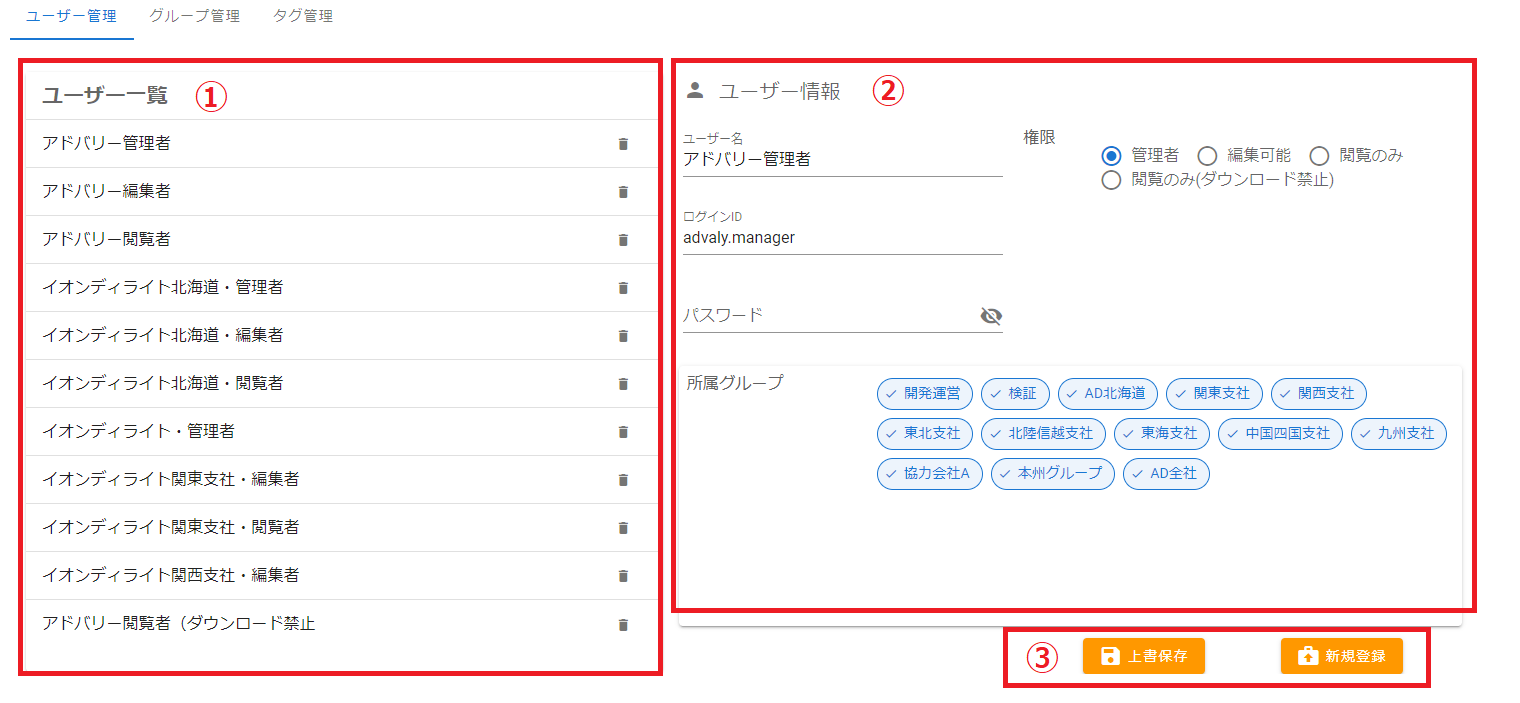 ユーザー管理 グループ管理 タグ管理
ユーザー一覧 ①
アドバリー管理者
アドバリー編集者
アドバリー閲覧者
イオンディライト北海道・管理者
イオンディライト北海道・編集者
イオンディライト北海道・閲覧者
イオンディライト・管理者
イオンディライト関東支社・編集者
イオンディライト関東支社・閲覧者
イオンディライト関西支社・編集者
アドバリー閲覧者（ダウンロード禁止
ユーザー情報 ②
ユーザー名
アドバリー管理者
権限
管理者 編集可能 閲覧のみ
閲覧のみ(ダウンロード禁止)
ログインID
advaly.manager
パスワード
所属グループ
開発運営 検証 AD北海道 関東支社 関西支社
東北支社 北陸信越支社 東海支社 中国四国支社 九州支社
協力会社A 本州グループ AD全社
③ 上書保存 新規登録